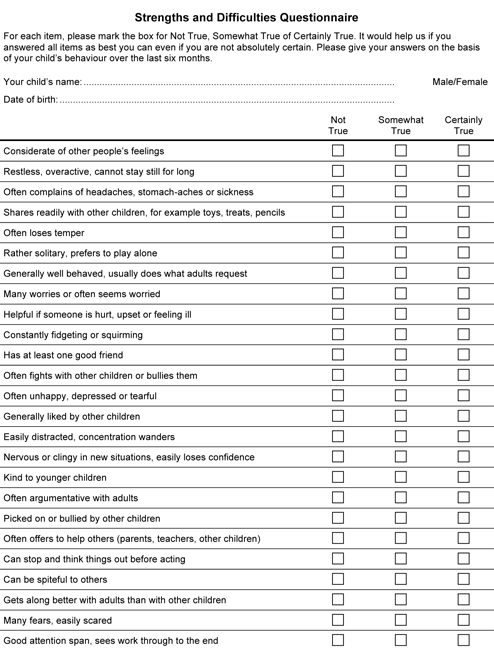 Strengths and Difficulties Questionnaire
For each item, please mark the box for Not True, Somewhat True of Certainly True. It would help us if you
answered all items as best you can even if you are not absolutely certain. Please give your answers on the basis
of your child's behaviour over the last six months.
Your child's name: .................................................................................................... Male/Female
Date of birth: ............................................................................................................
Not True Somewhat True Certainly True
Considerate of other people's feelings
Restless, overactive, cannot stay still for long
Often complains of headaches, stomach-aches or sickness
Shares readily with other children, for example toys, treats, pencils
Often loses temper
Rather solitary, prefers to play alone
Generally well behaved, usually does what adults request
Many worries or often seems worried
Helpful if someone is hurt, upset or feeling ill
Constantly fidgeting or squirming
Has at least one good friend
Often fights with other children or bullies them
Often unhappy, depressed or tearful
Generally liked by other children
Easily distracted, concentration wanders
Nervous or clingy in new situations, easily loses confidence
Kind to younger children
Often argumentative with adults
Picked on or bullied by other children
Often offers to help others (parents, teachers, other children)
Can stop and think things out before acting
Can be spiteful to others
Gets along better with adults than with other children
Many fears, easily scared
Good attention span, sees work through to the end